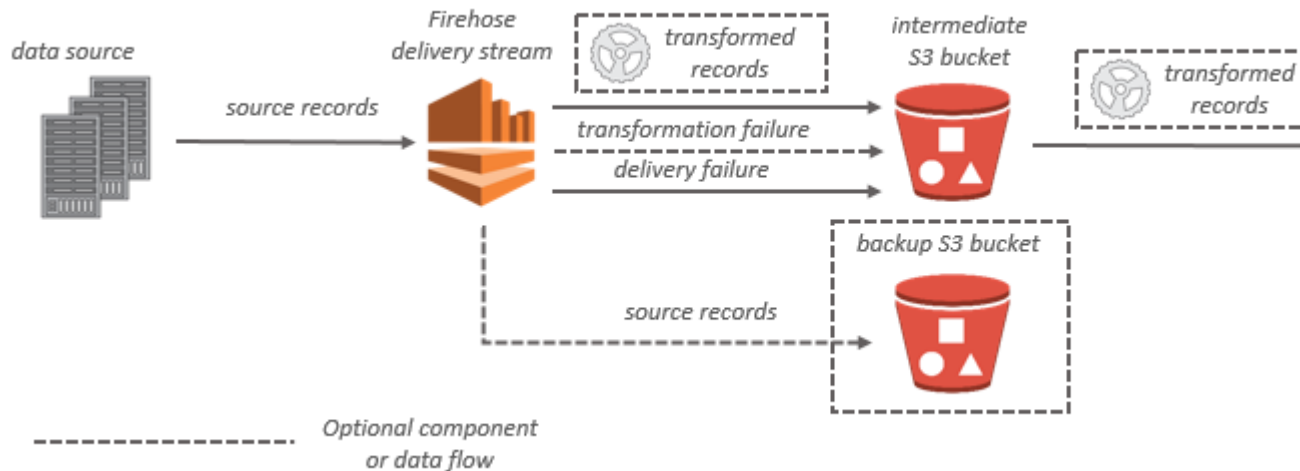 data source
source records
Firehose
delivery stream
transformed
records
transformation failure
delivery failure
intermediate
S3 bucket
transformed
records
source records
backup S3 bucket
Optional component
or data flow